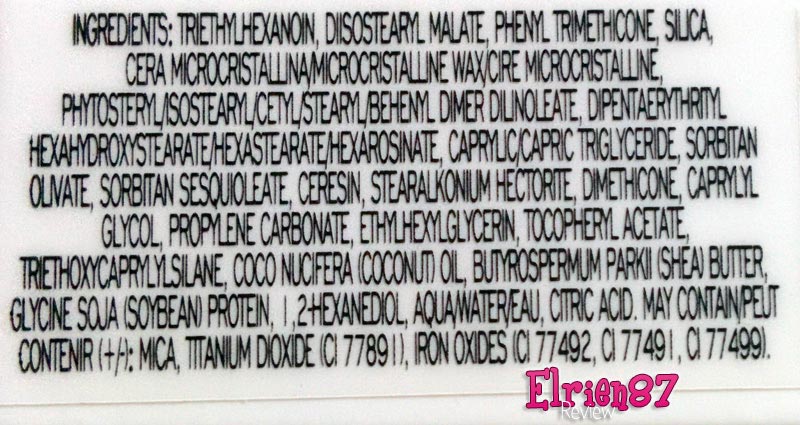 INGREDIENTS: TRIETHYLHEXANOIN, DISOSTEARYL MALATE, PHENYL TRIMETHICONE, SILICA,
CERA MICROCRISTALLINA/MICROCRISTALLINE WAX/CIRE MICROCRISTALLINE,
PHYTOSTERYL/ISOSTEARYL/CETYL/STEARYL/BEHENYL DIMER DILINOLEATE, DIPENTAERYTHRITYL
HEXAHYDROXYSTEARATE/HEXASTEARATE/HEXAROSINATE, CAPRYLIC/CAPRIC TRIGLYCERIDE, SORBITAN
OLIVATE, SORBITAN SESQUIOLEATE, CERESIN, STEARALKONIUM HECTORITE, DIMETHICONE, CAPRYLYL
GLYCOL, PROPYLENE CARBONATE, ETHYLHEXYLGLYCERIN, TOCOPHERYL ACETATE,
TRIETHOXYCAPRYLYLSILANE, COCO NUCIFERA (COCONUT) OIL, BUTYROSPERMUM PARKII (SHEA) BUTTER,
GLYCINE SOJA (SOYBEAN) PROTEIN, 1,2-HEXANEDIOL, AQUA/WATER/EAU, CITRIC ACID. MAY CONTAIN/PEUT
CONTENIR (+/-): MICA, TITANIUM DIOXIDE (CI 77891), IRON OXIDES (CI 77492, CI 77491, CI 77499).
Elrien87
Review